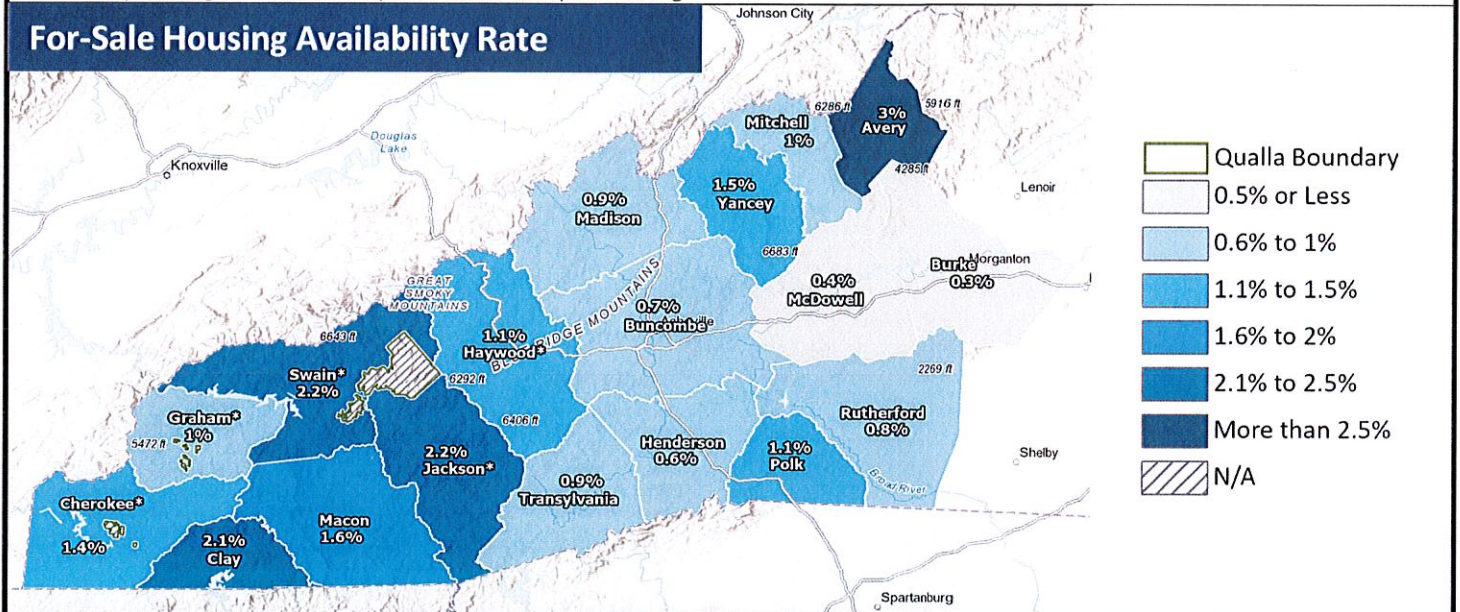 For-Sale Housing Availability Rate
Johnson City
6286 ft
3%
Avery
5916 ft
Mitchell
1%
Douglas
Lake
Knoxville
4285ft
Qualla Boundary
1.5%
Yancey
Lenoir
0.5% or Less
0.9%
Madison
0.6% to 1%
6683 ft
Burke
Morganton
0.3%
GREAT
SMOKY
MOUNTAINS
0.4%
McDowell
1.1% to 1.5%
0.7%
Buncombe
BLUE RIDGE MOUNTAINS
6643 ft
1.1%
Haywood*
1.6% to 2%
Swain*
2.2%
6292 ft
2269 ft
2.1% to 2.5%
Graham*
1%
5472 ft
6406 ft
Rutherford
0.8%
More than 2.5%
Henderson
0.6%
1.1%
Polk
2.2%
Jackson*
Shelby
N/A
0.9%
Transylvania
Broad River
Cherokee*
1.4%
Macon
1.6%
2.1%
Clay
Spartanburg